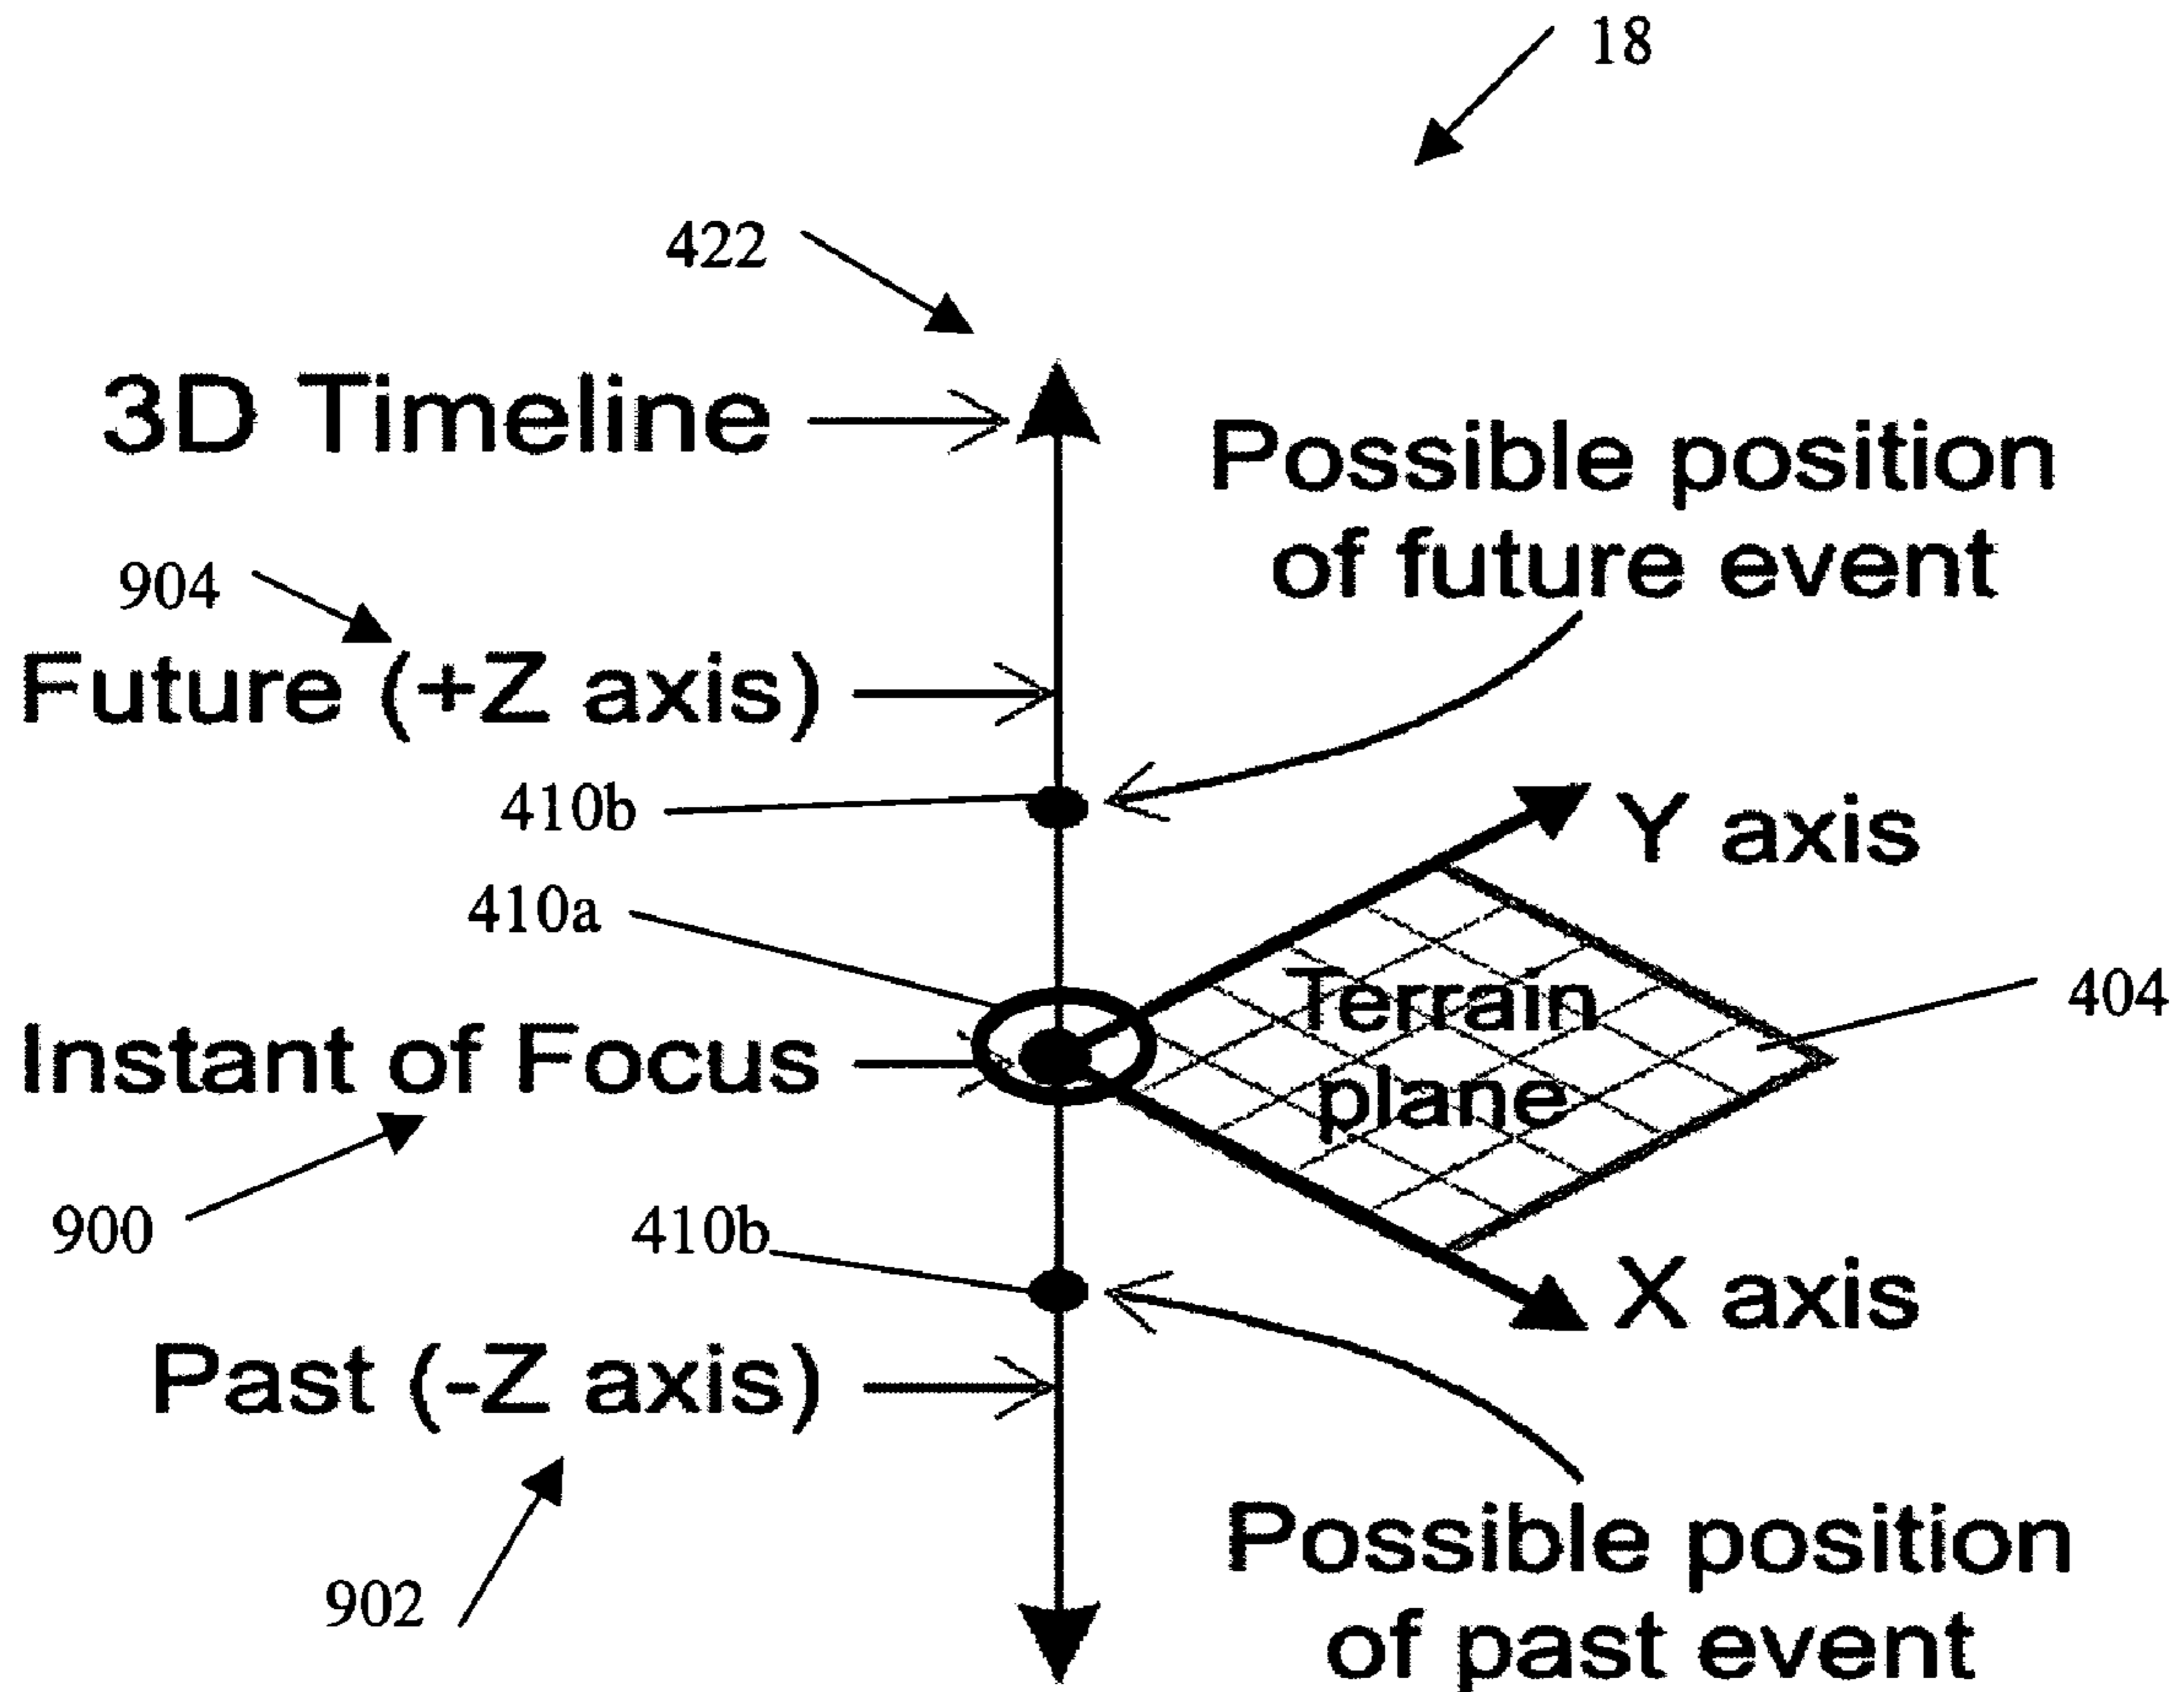 18
422
3D Timeline
Possible position
of future event
904
Future (+Z axis)
410b
Y axis
410a
Terrain
plane
404
Instant of Focus
900
410b
X axis
Past (-Z axis)
902
Possible position
of past event